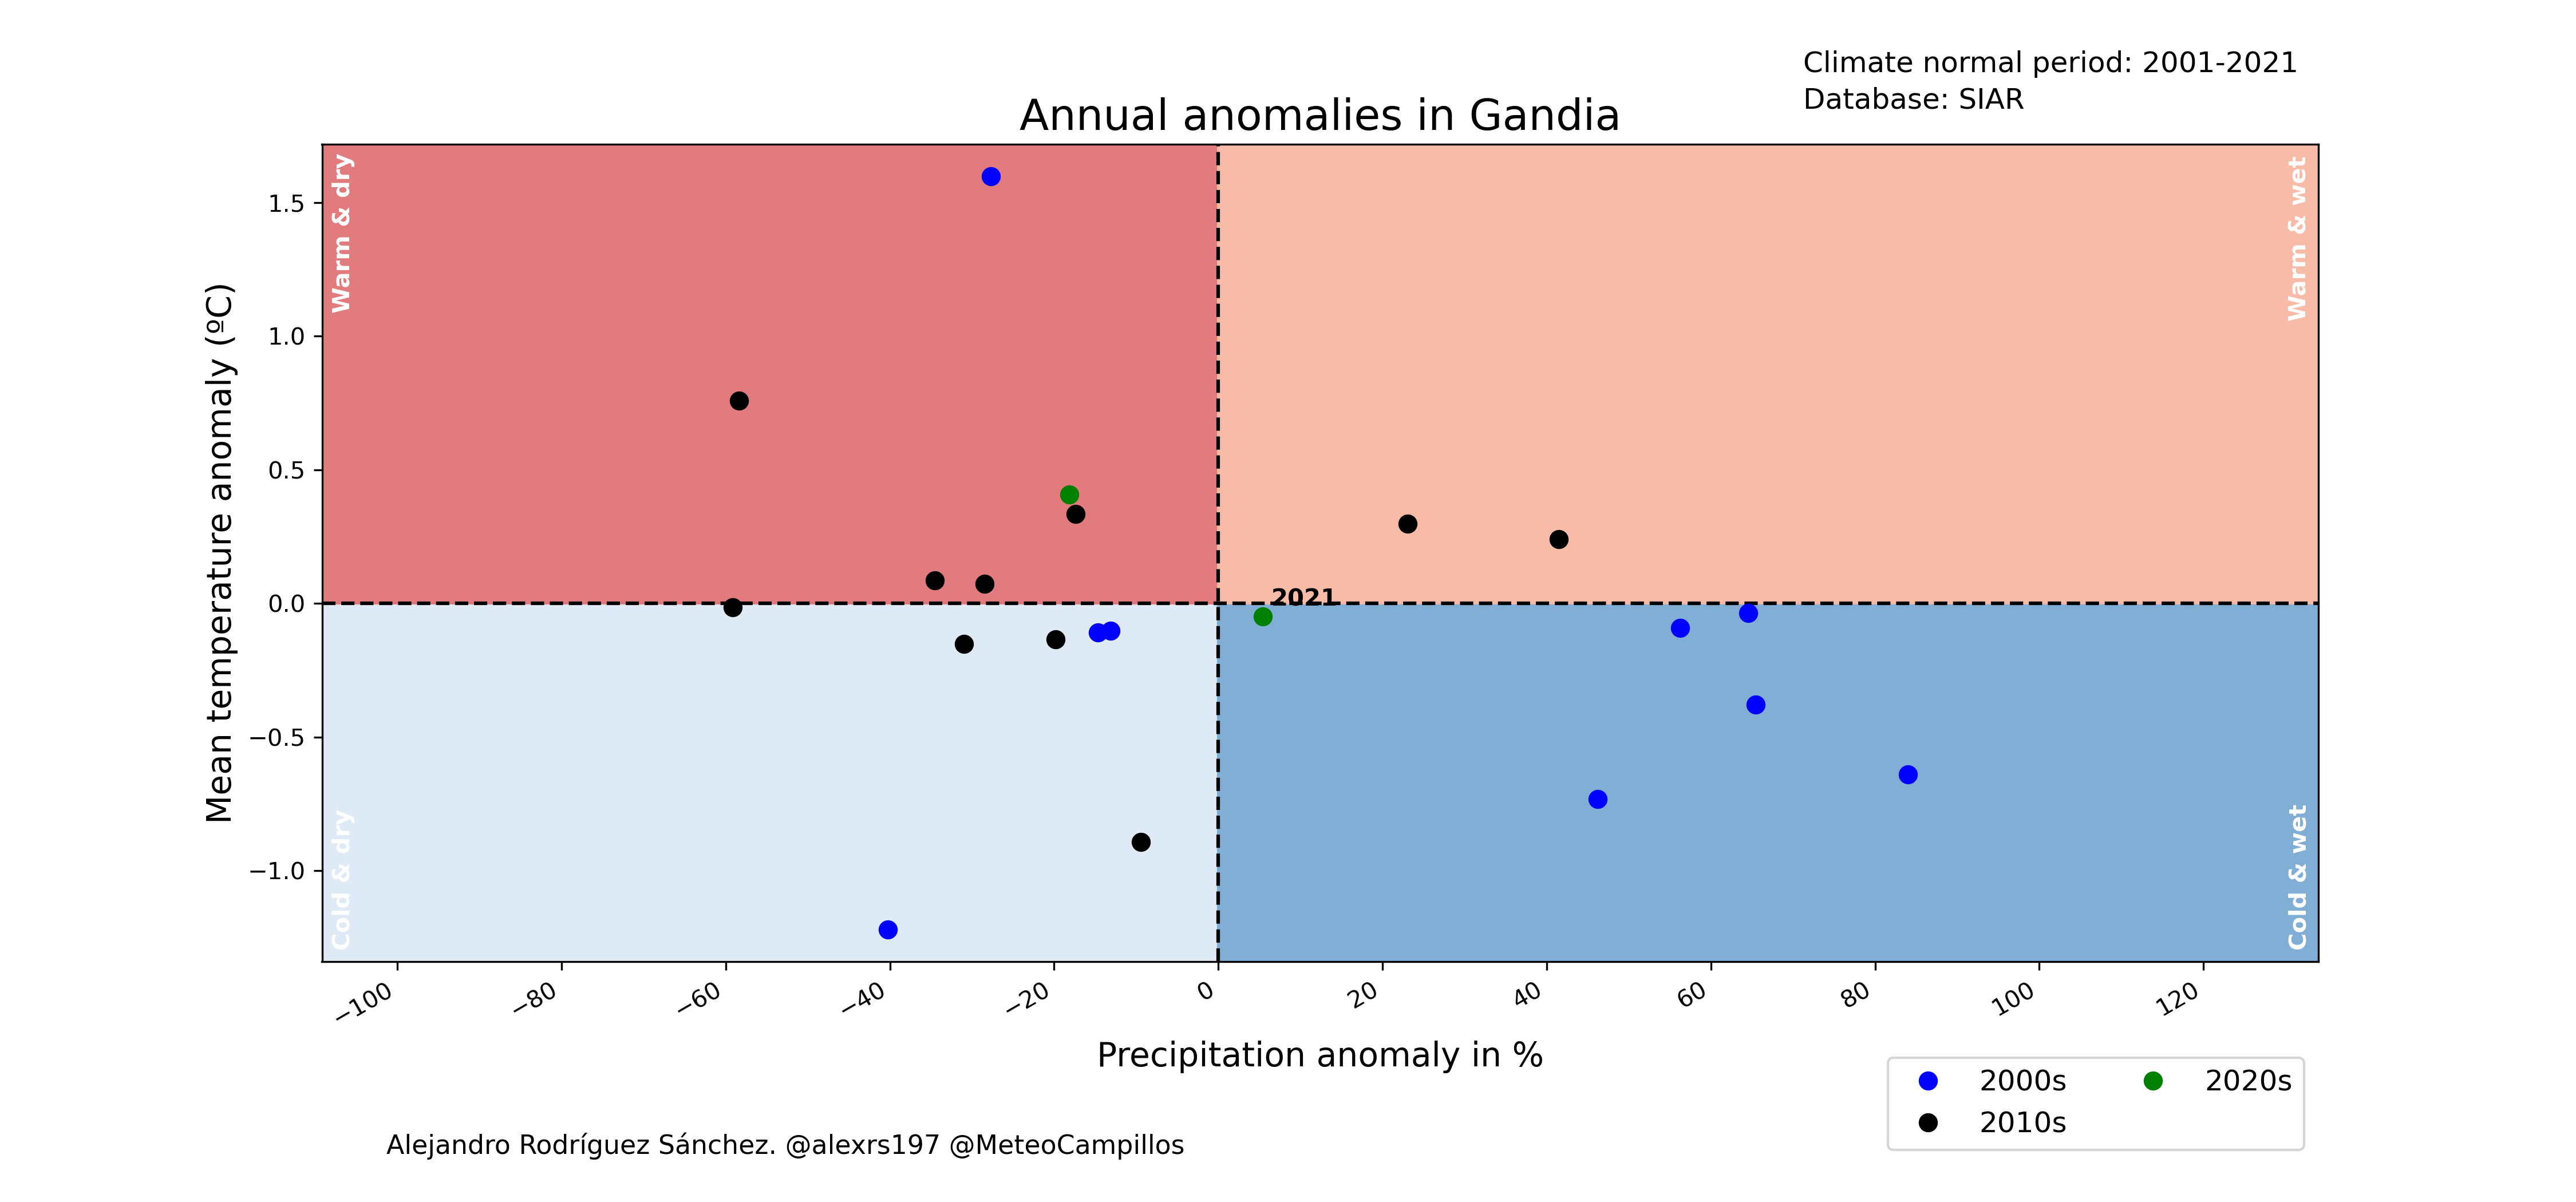 Climate normal period: 2001-2021
Database: SIAR
Annual anomalies in Gandia
Warm & dry
Warm & wet
1.5
1.0
0.5
0.0
−0.5
−1.0
Mean temperature anomaly (ºC)
2021
Cold & dry
Cold & wet
−100
−80
−60
−40
−20
0
20
40
60
80
100
120
Precipitation anomaly in %
2000s
2020s
2010s
Alejandro Rodríguez Sánchez. @alexrs197 @MeteoCampillos